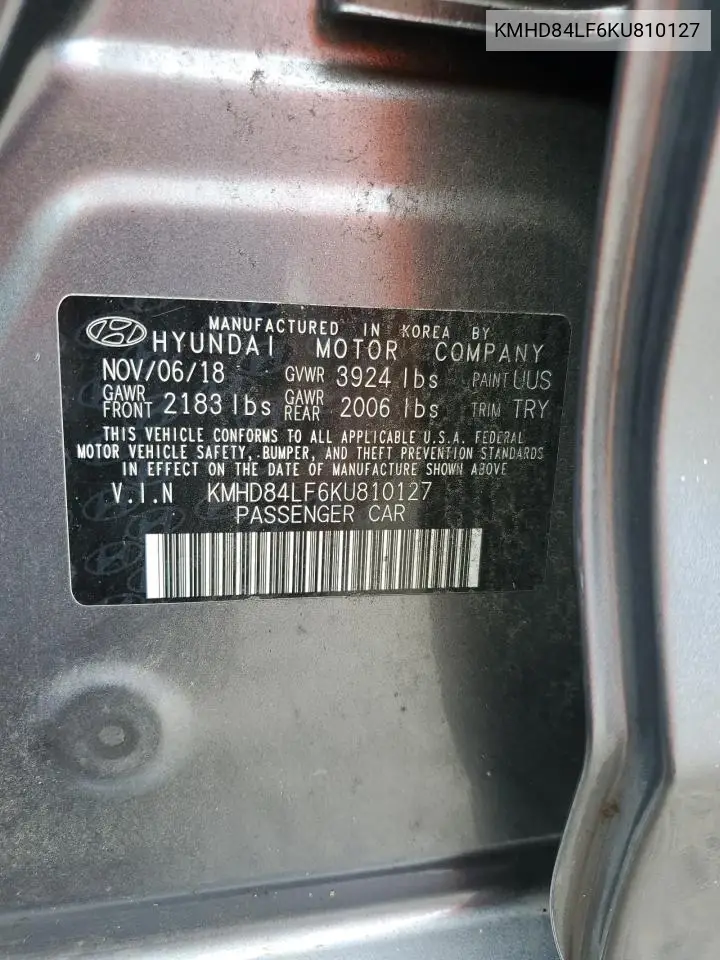 KMHD84LF6KU810127
MANUFACTURED IN KOREA BY
HYUNDAI MOTOR COMPANY
NOV/06/18 GVWR 3924 lbs PAINT UUS
GAWR FRONT 2183 lbs GAWR REAR 2006 lbs TRIM TRY
THIS VEHICLE CONFORMS TO ALL APPLICABLE U.S.A. FEDERAL
MOTOR VEHICLE SAFETY, BUMPER, AND THEFT PREVENTION STANDARDS
IN EFFECT ON THE DATE OF MANUFACTURE SHOWN ABOVE
V.I.N KMHD84LF6KU810127
PASSENGER CAR